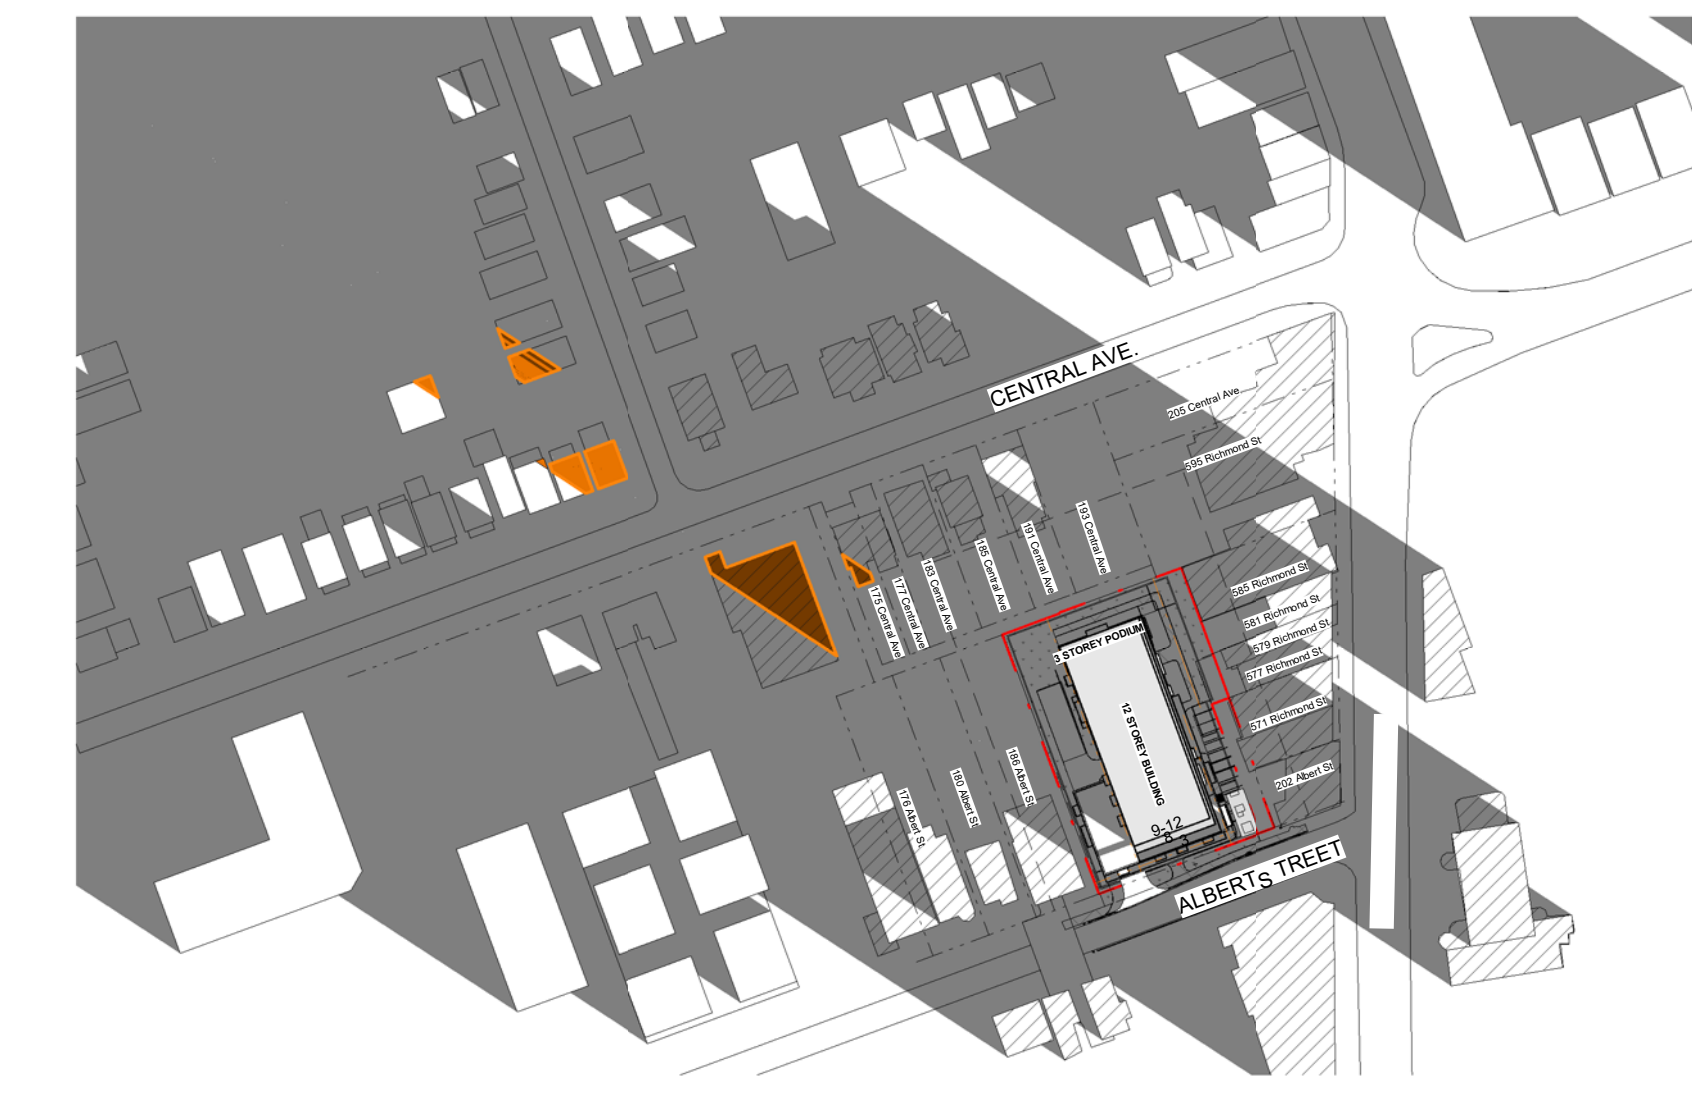 CENTRAL AVE.
205 Central Ave
595 Richmond St
193 Central Ave
191 Central Ave
185 Central Ave
183 Central Ave
177 Central Ave
175 Central Ave
585 Richmond St
581 Richmond St
579 Richmond St
577 Richmond St
571 Richmond St
202 Albert St
3 STOREY PODIUM
12 STOREY BUILDING
9-12
8
3
186 Albert St
180 Albert St
176 Albert St
ALBERTS TREET